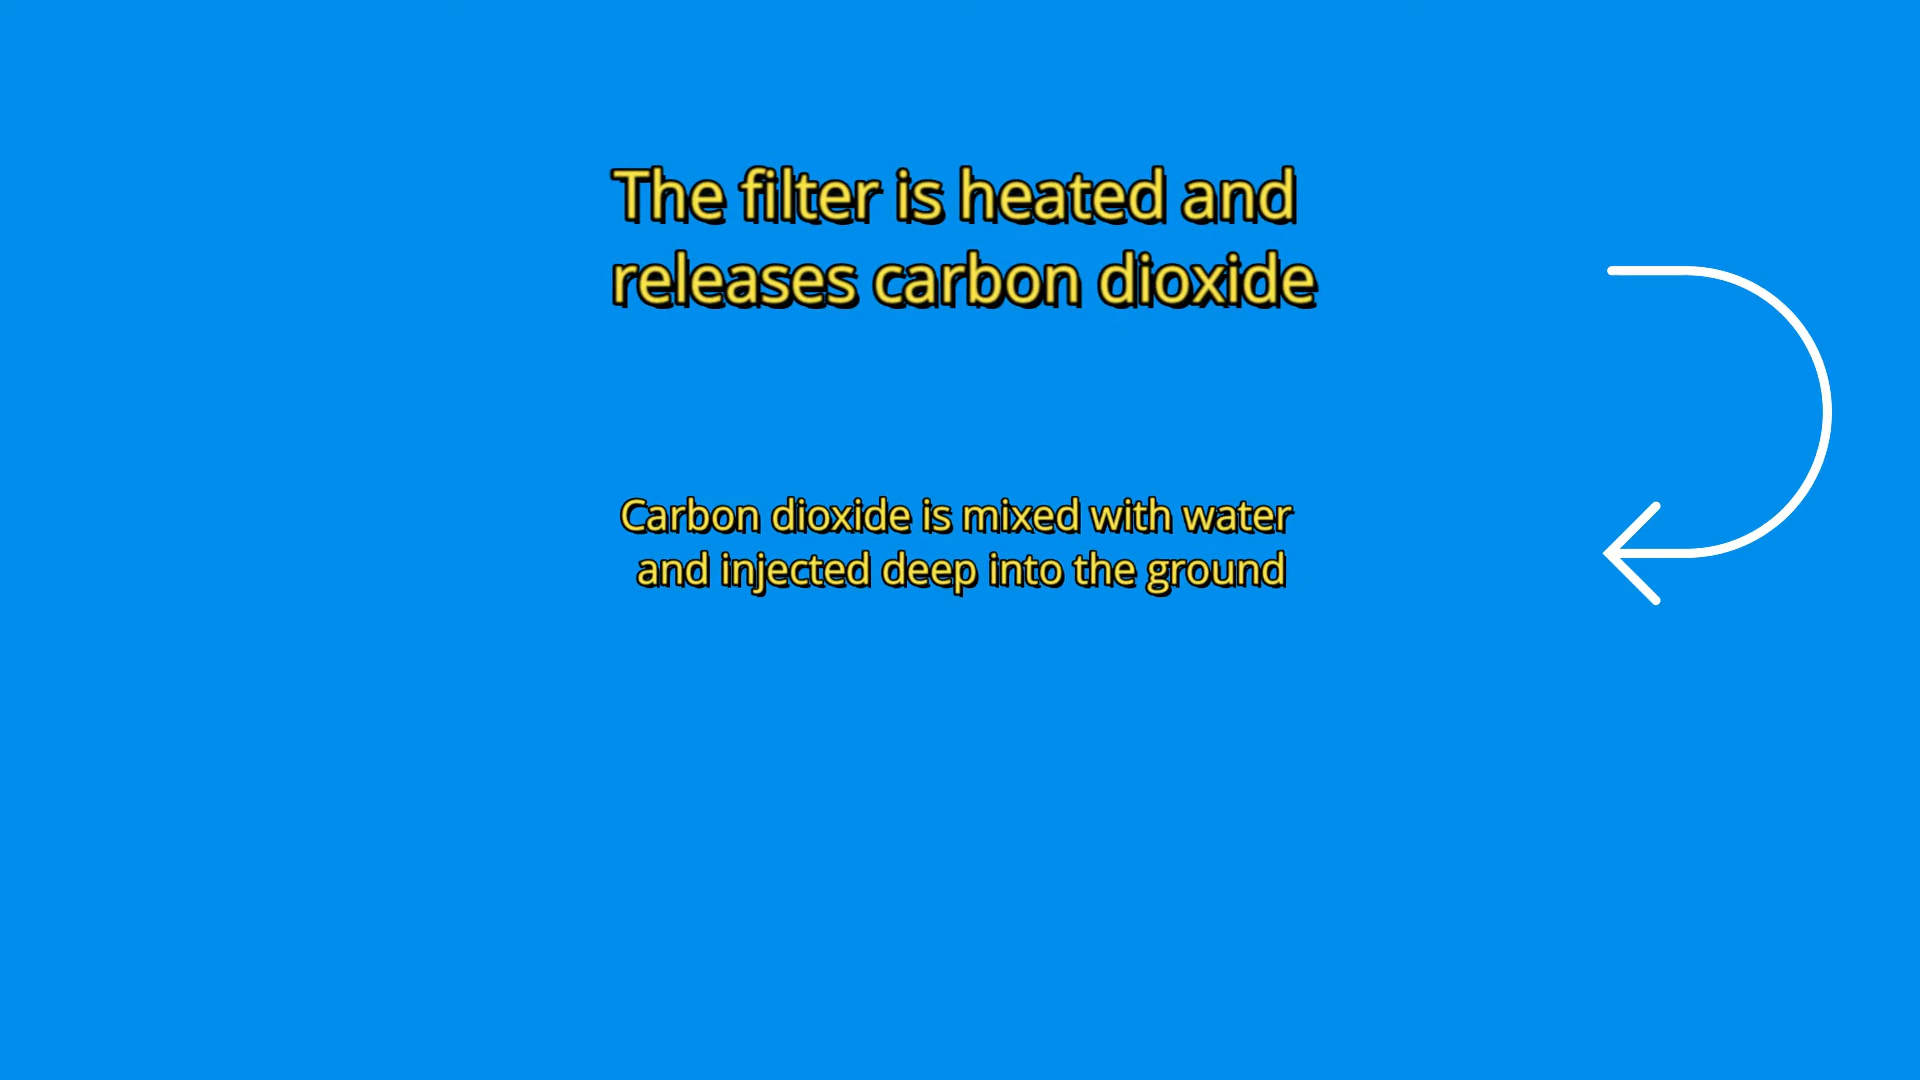 The filter is heated and
releases carbon dioxide
Carbon dioxide is mixed with water
and injected deep into the ground